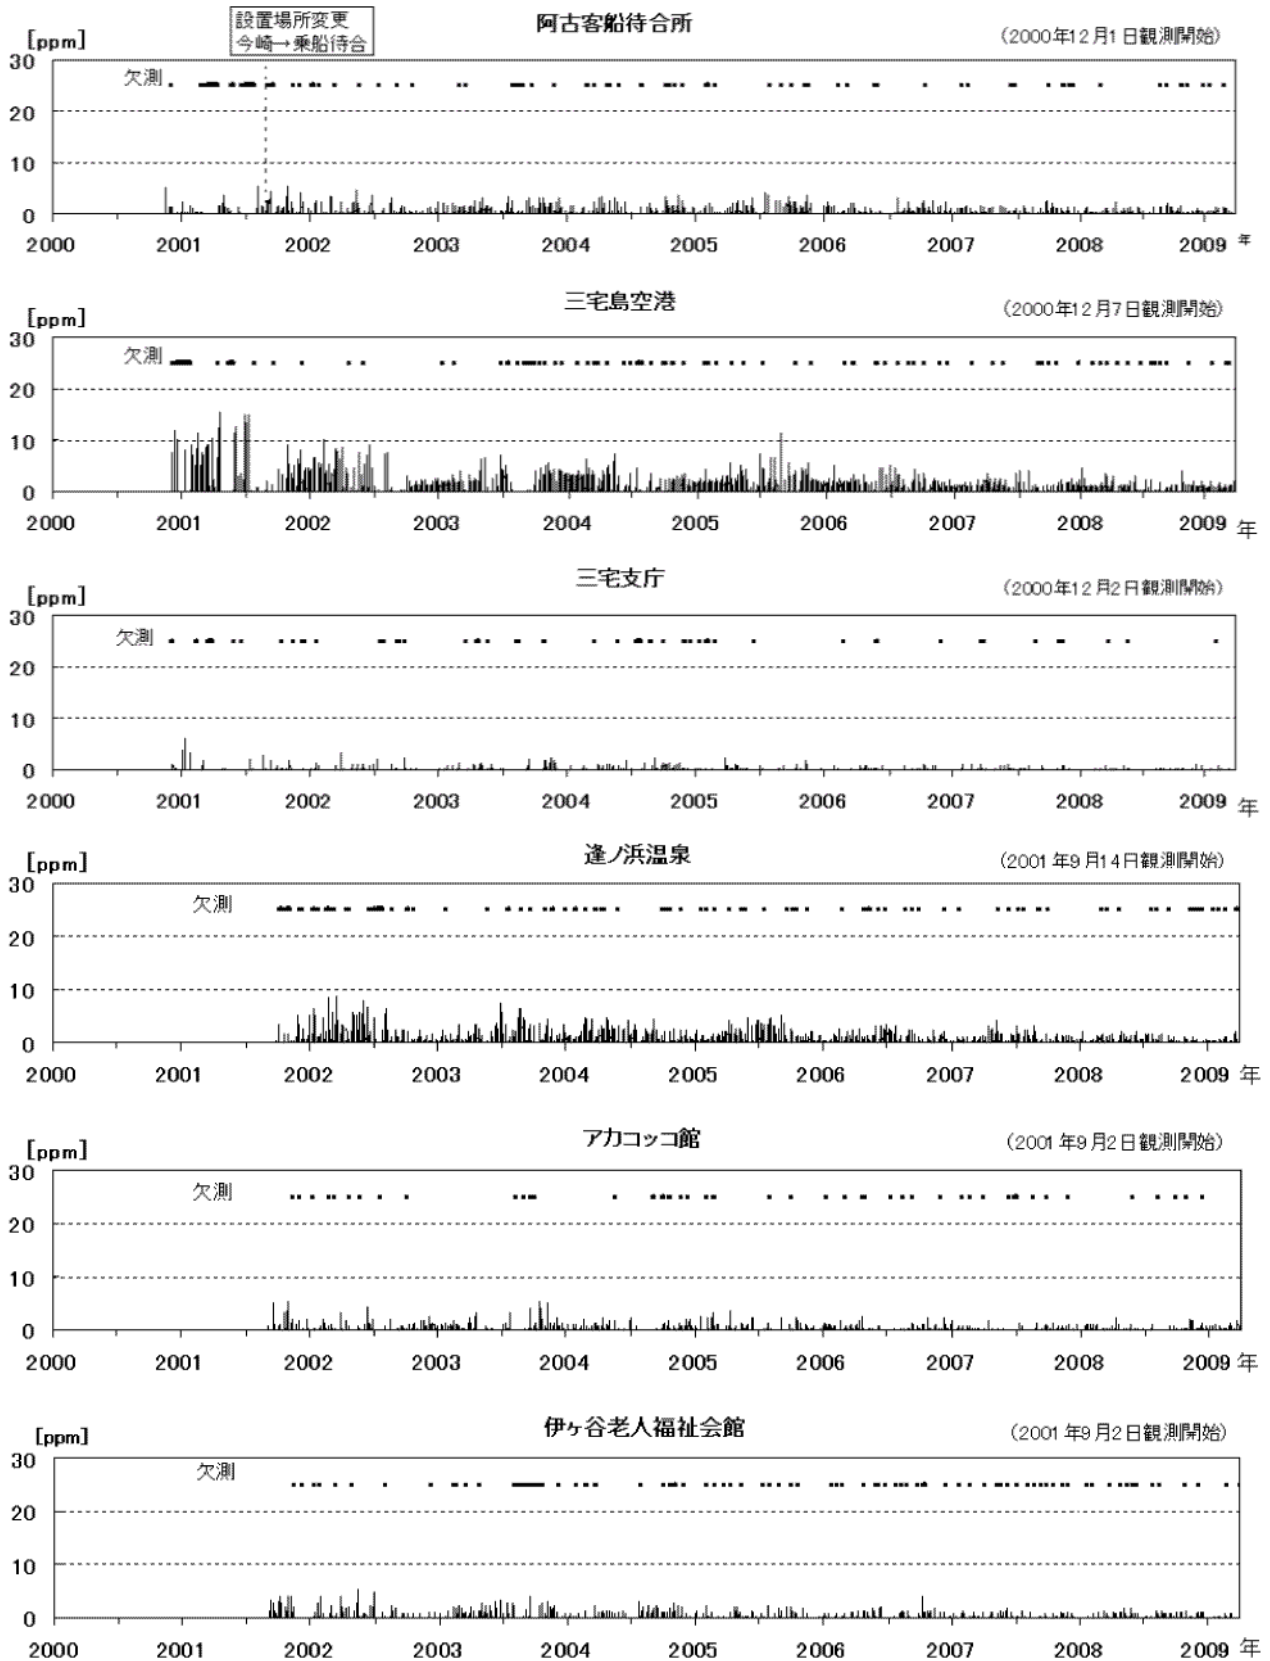 設置場所変更
今崎→乗船待合
阿古客船待合所
(2000年12月1日観測開始)
[ppm]
30
欠測
20
10
0
2000 2001 2002 2003 2004 2005 2006 2007 2008 2009 年
三宅島空港
(2000年12月7日観測開始)
[ppm]
30
欠測
20
10
0
2000 2001 2002 2003 2004 2005 2006 2007 2008 2009 年
三宅支庁
(2000年12月2日観測開始)
[ppm]
30
欠測
20
10
0
2000 2001 2002 2003 2004 2005 2006 2007 2008 2009 年
逢ノ浜温泉
(2001年9月14日観測開始)
[ppm]
30
欠測
20
10
0
2000 2001 2002 2003 2004 2005 2006 2007 2008 2009 年
アカコッコ館
(2001年9月2日観測開始)
[ppm]
30
欠測
20
10
0
2000 2001 2002 2003 2004 2005 2006 2007 2008 2009 年
伊ヶ谷老人福祉会館
(2001年9月2日観測開始)
[ppm]
30
欠測
20
10
0
2000 2001 2002 2003 2004 2005 2006 2007 2008 2009 年